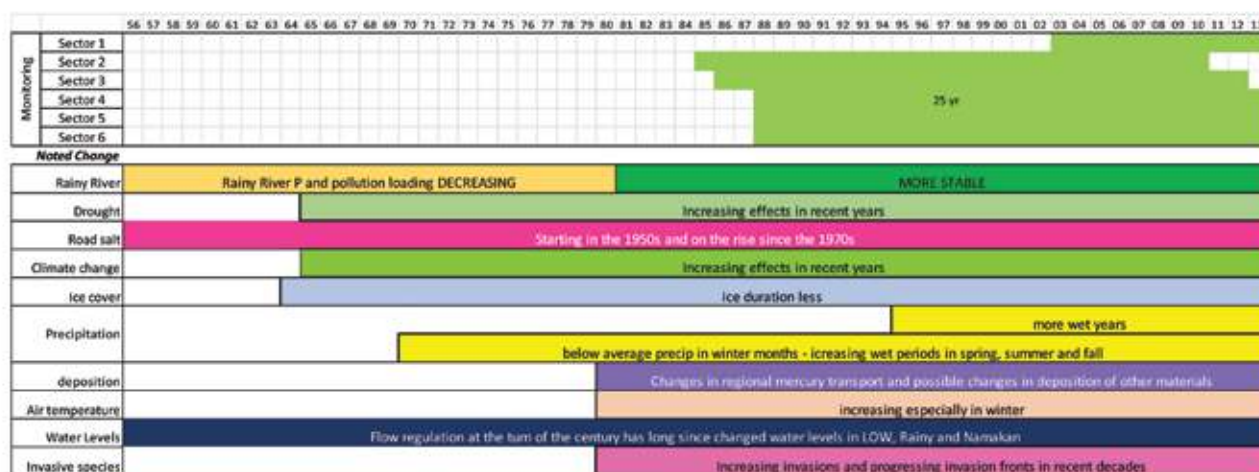 56 57 58 59 60 61 62 63 64 65 66 67 68 69 70 71 72 73 74 75 76 77 78 79 80 81 82 83 84 85 86 87 88 89 90 91 92 93 94 95 96 97 98 99 00 01 02 03 04 05 06 07 08 09 10 11 12
Monitoring
Sector 1
Sector 2
Sector 3
Sector 4 25 yr
Sector 5
Sector 6
Noted Change
Rainy River Rainy River P and pollution loading DECREASING MORE STABLE
Drought Increasing effects in recent years
Road salt Starting in the 1950s and on the rise since the 1970s
Climate change Increasing effects in recent years
Ice cover Ice duration less
Precipitation more wet years
below average precip in winter months - icreasing wet periods in spring, summer and fall
deposition Changes in regional mercury transport and possible changes in deposition of other materials
Air temperature increasing especially in winter
Water Levels Flow regulation at the turn of the century has long since changed water levels in LOW, Rainy and Namakan
Invasive species Increasing invasions and progressing invasion fronts in recent decades